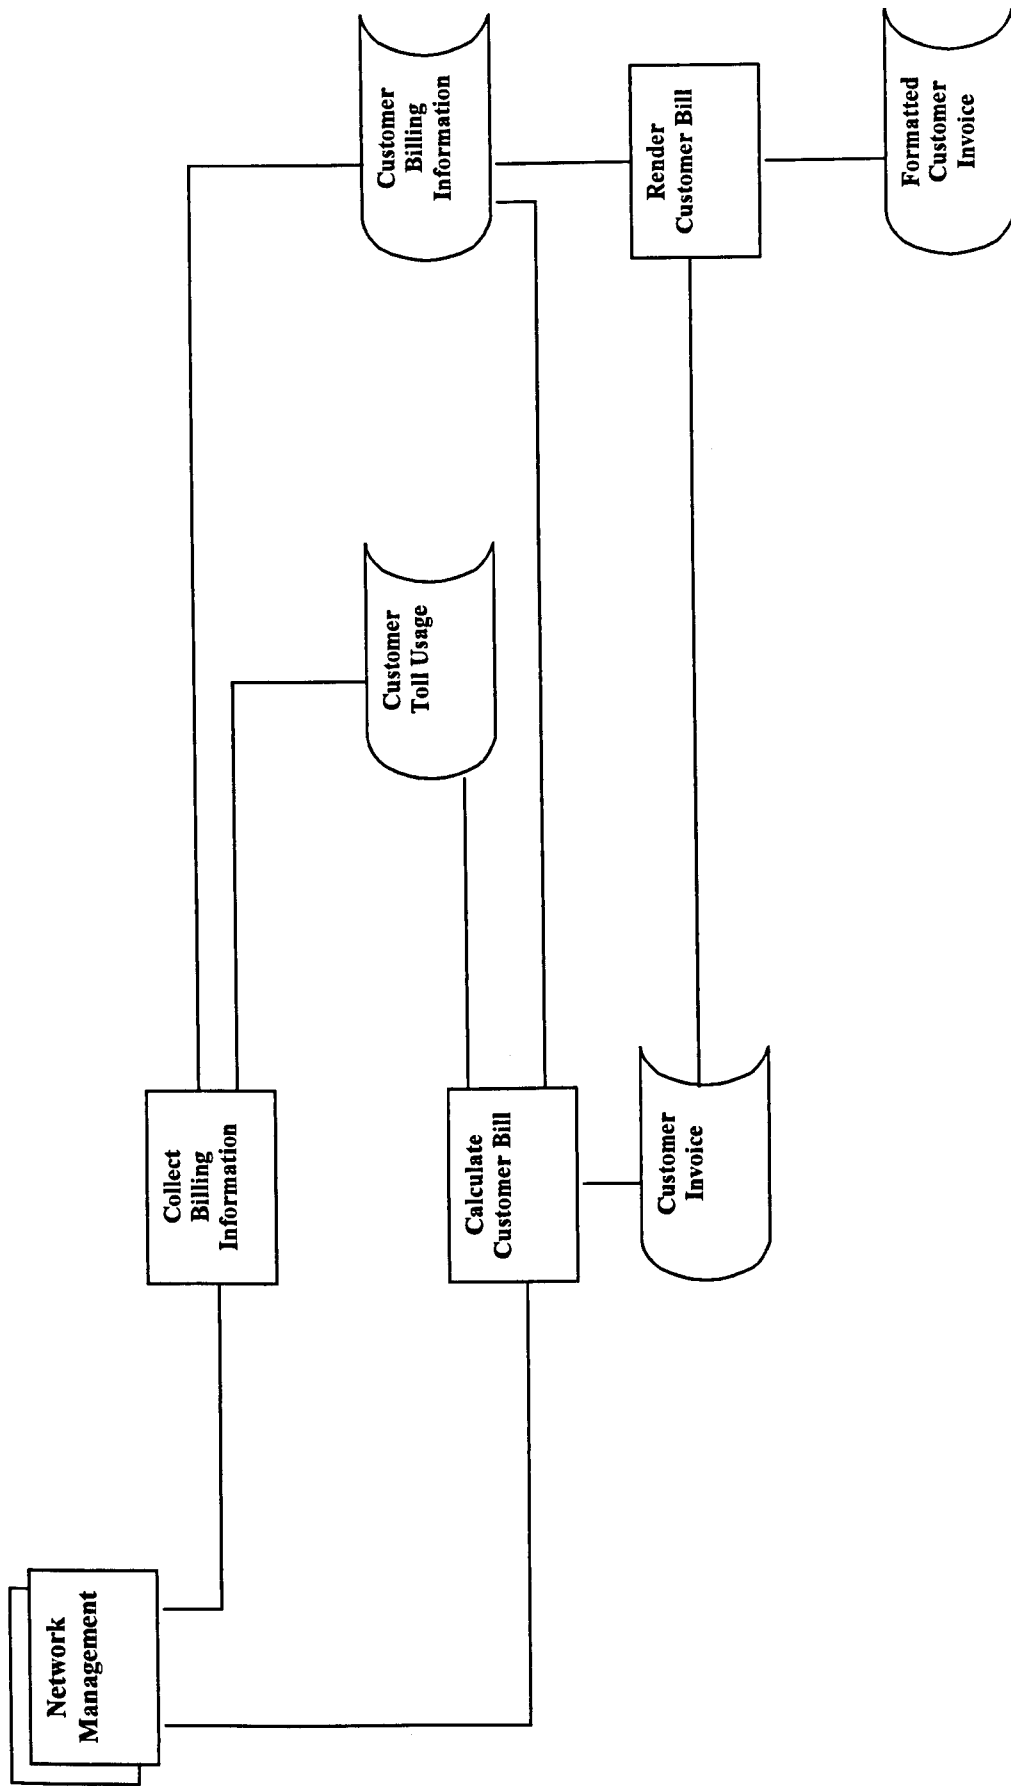 Network
Management
Collect
Billing
Information
Calculate
Customer Bill
Customer
Invoice
Customer
Toll Usage
Customer
Billing
Information
Render
Customer Bill
Formatted
Customer
Invoice